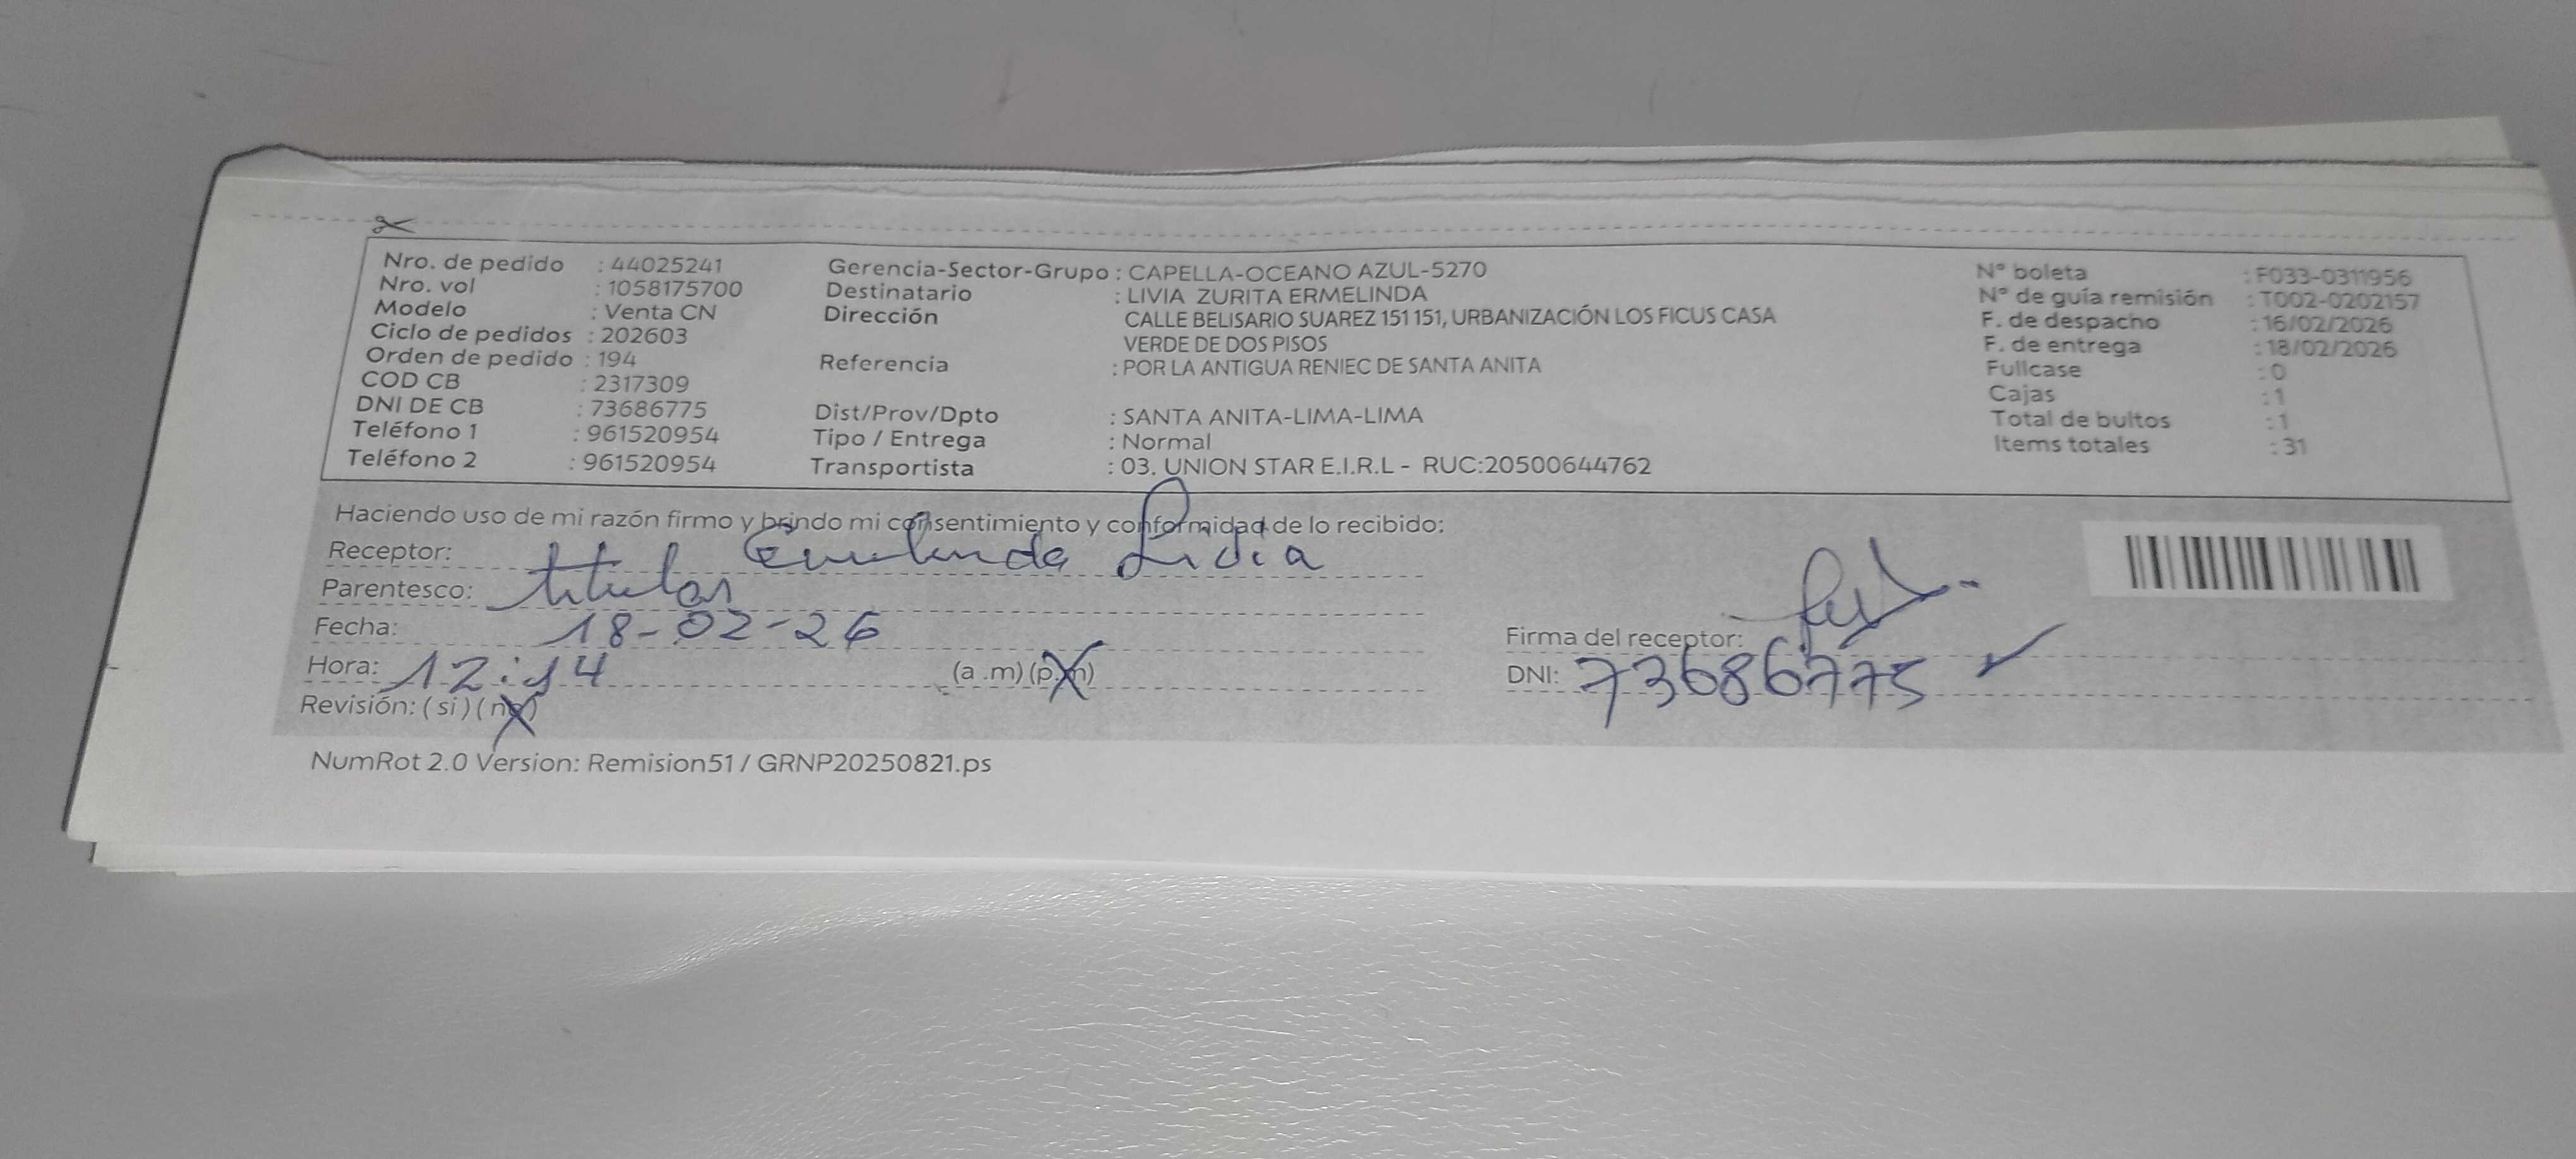 Nro. de pedido : 44025241
Nro. vol : 1058175700
Modelo : Venta CN
Ciclo de pedidos : 202603
Orden de pedido : 194
COD CB : 2317309
DNI DE CB : 73686775
Teléfono 1 : 961520954
Teléfono 2 : 961520954
Gerencia-Sector-Grupo : CAPELLA-OCEANO AZUL-5270
Destinatario : LIVIA ZURITA ERMELINDA
Dirección CALLE BELISARIO SUAREZ 151 151, URBANIZACIÓN LOS FICUS CASA
VERDE DE DOS PISOS
Referencia : POR LA ANTIGUA RENIEC DE SANTA ANITA
Dist/Prov/Dpto : SANTA ANITA-LIMA-LIMA
Tipo / Entrega : Normal
Transportista : 03. UNION STAR E.I.R.L - RUC:20500644762
N° boleta : F033-0311956
N° de guía remisión : T002-0202157
F. de despacho : 16/02/2026
F. de entrega : 18/02/2026
Fullcase : 0
Cajas : 1
Total de bultos : 1
Items totales : 31
Haciendo uso de mi razón firmo y brindo mi consentimiento y conformidad de lo recibido:
Receptor: Ermelinda Lidia
Parentesco: titular
Fecha: 18-02-26
Hora: 12:14 (a .m) (p.m)
Revisión: ( si ) ( no )
Firma del receptor:
DNI: 73686775
NumRot 2.0 Version: Remision51 / GRNP20250821.ps